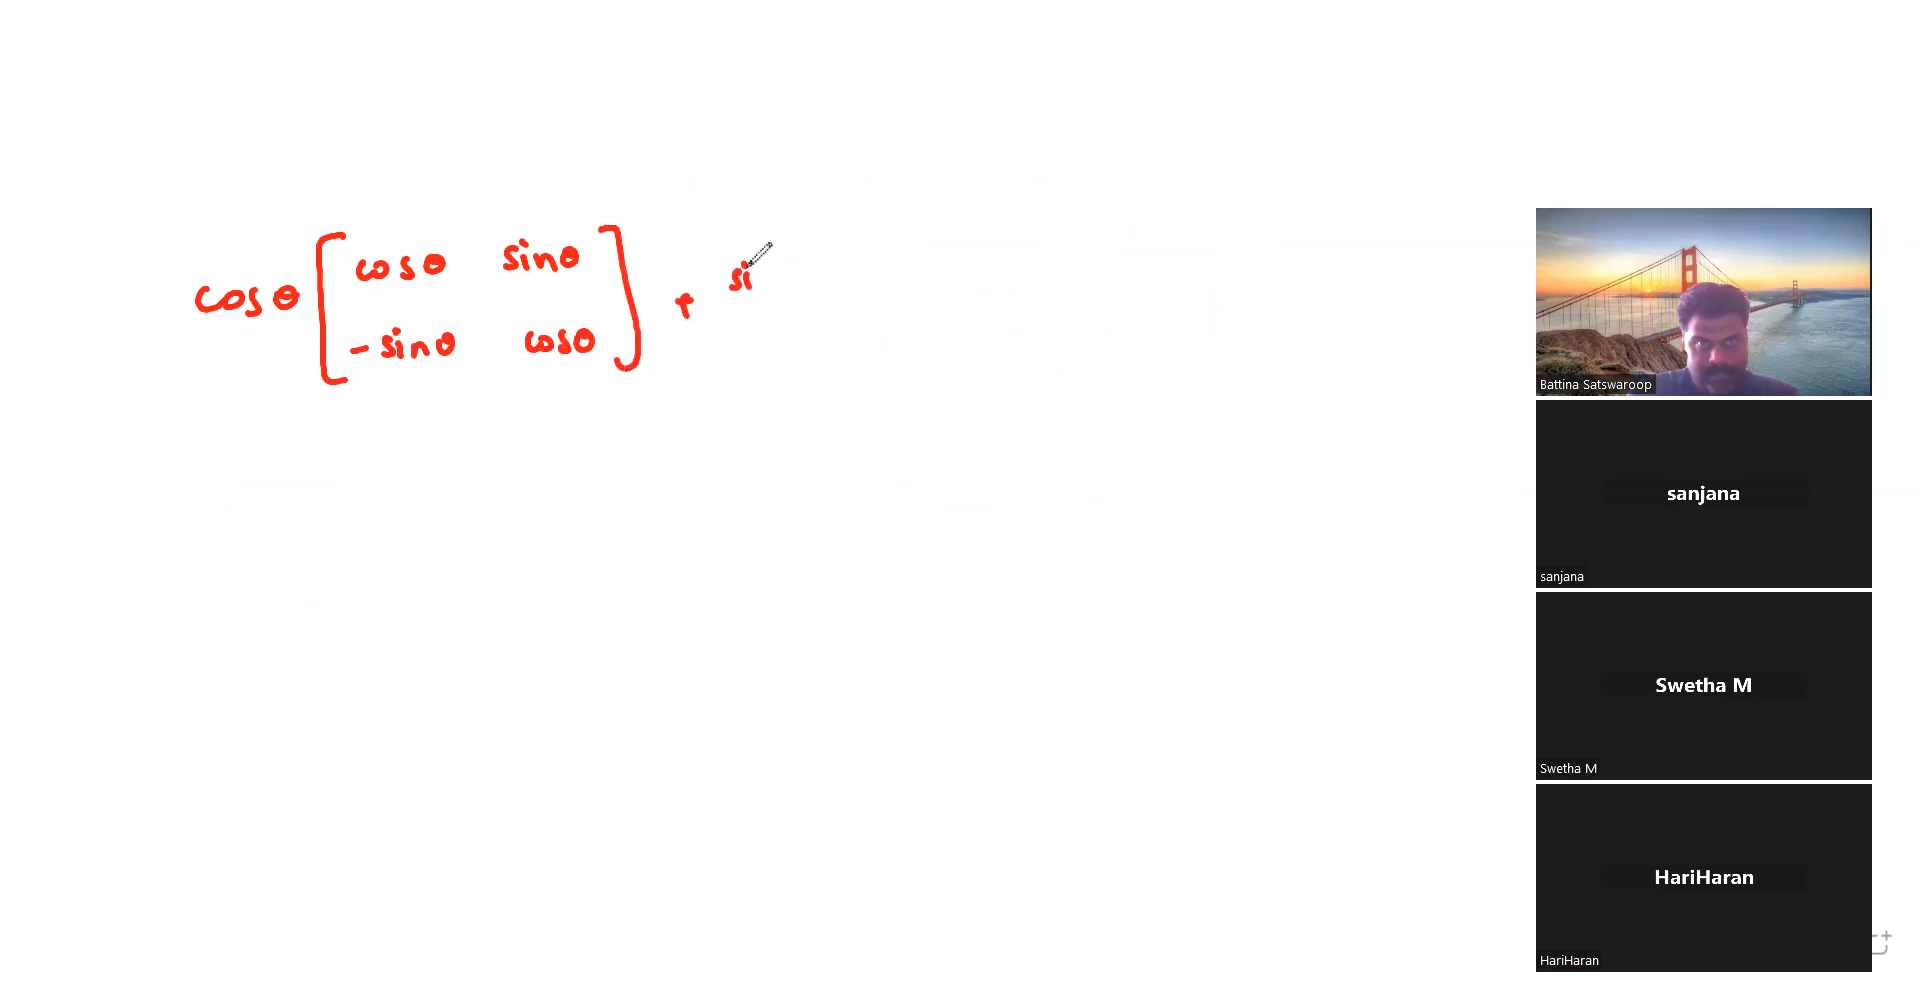 cosθ [ cosθ sinθ ] + si
-sinθ cosθ
Battina Satswaroop
sanjana
sanjana
Swetha M
Swetha M
HariHaran
HariHaran